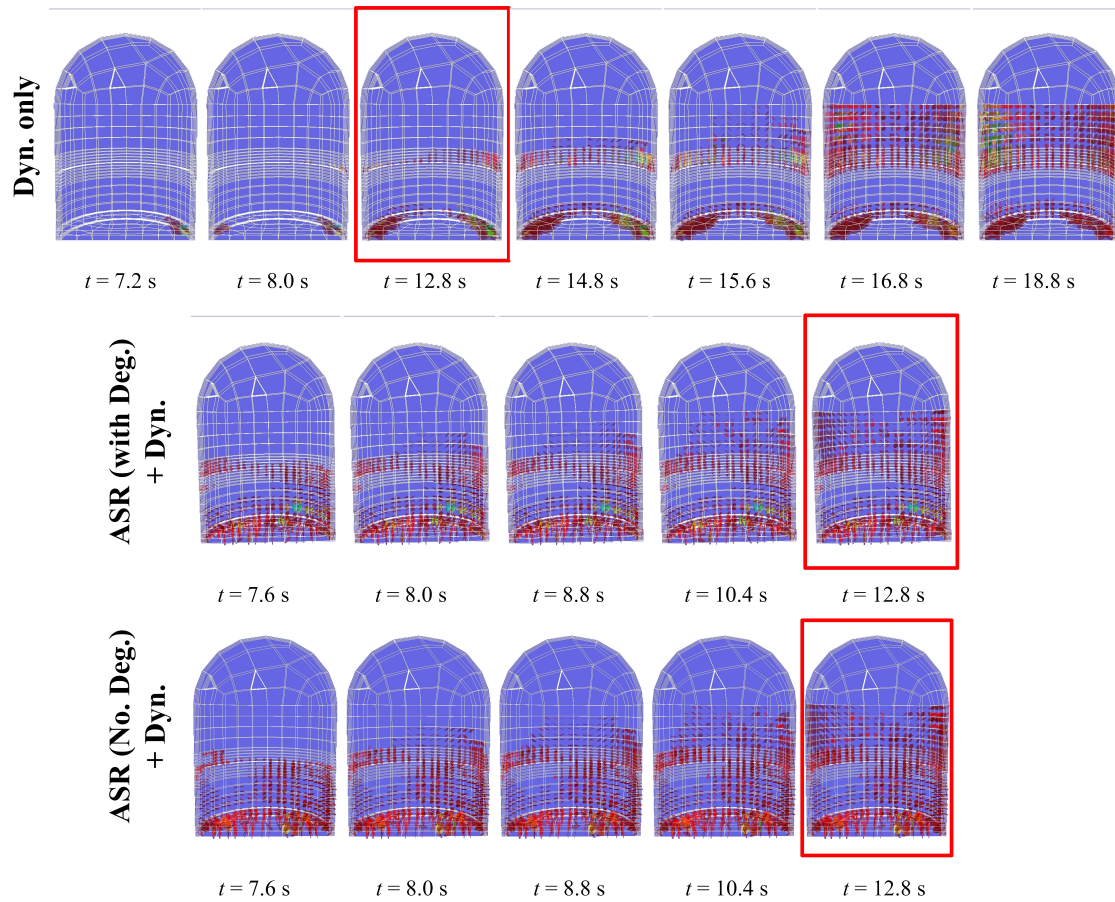 Dyn. only
t = 7.2 s
t = 8.0 s
t = 12.8 s
t = 14.8 s
t = 15.6 s
t = 16.8 s
t = 18.8 s
ASR (with Deg.)
+ Dyn.
t = 7.6 s
t = 8.0 s
t = 8.8 s
t = 10.4 s
t = 12.8 s
ASR (No. Deg.)
+ Dyn.
t = 7.6 s
t = 8.0 s
t = 8.8 s
t = 10.4 s
t = 12.8 s